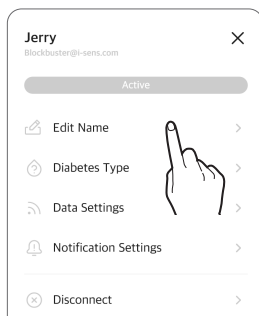 Jerry
Blockbuster@i-sens.com
Active
Edit Name
Diabetes Type
Data Settings
Notification Settings
Disconnect